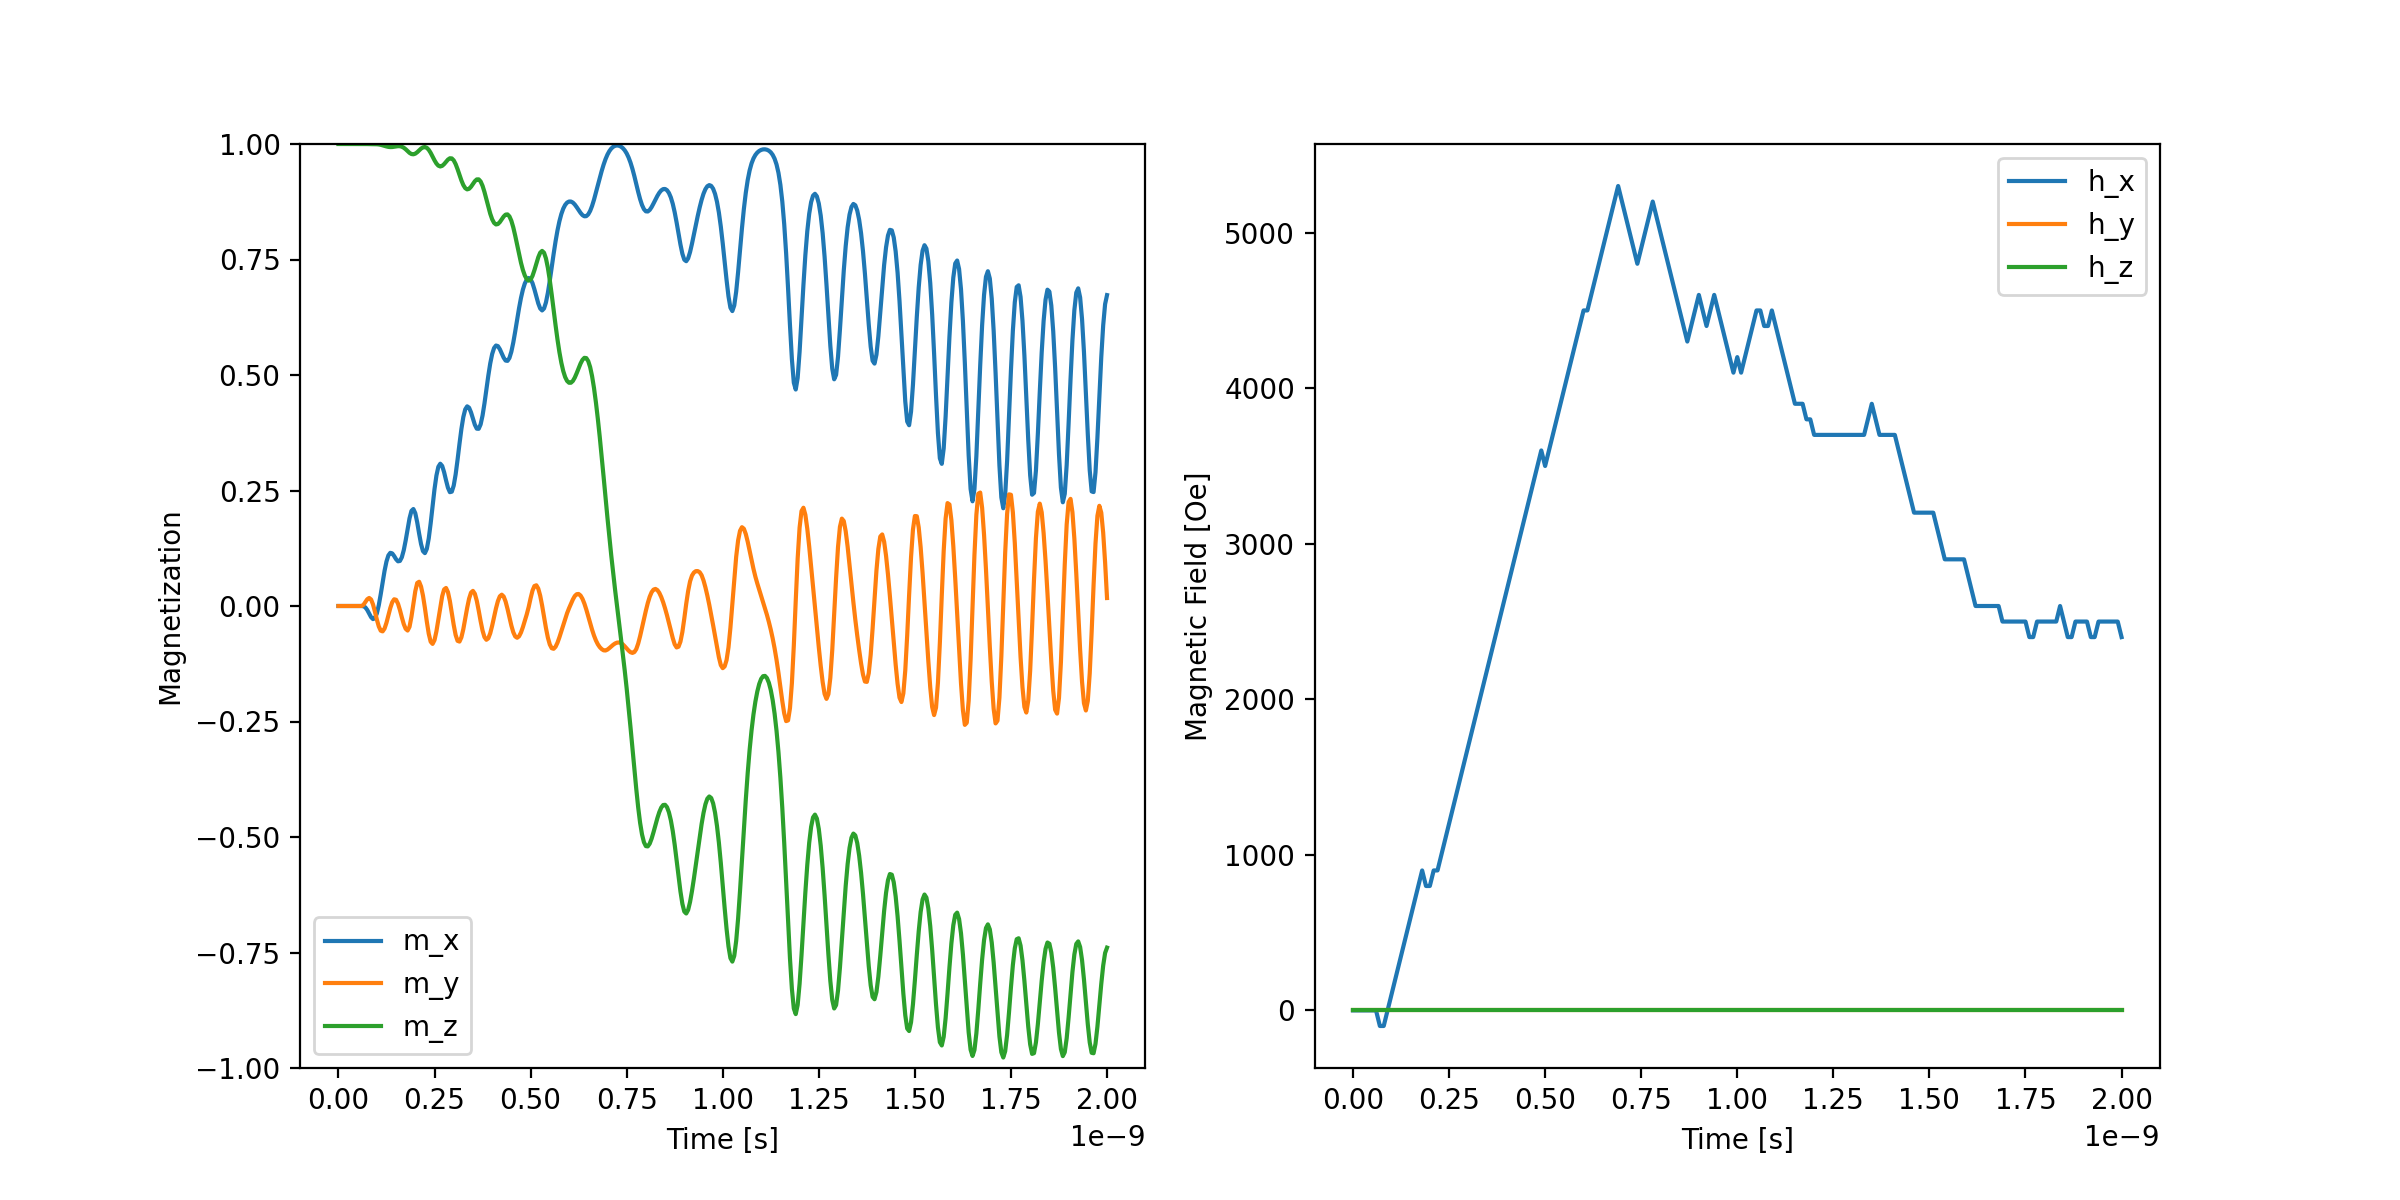 1.00
0.75
0.50
0.25
0.00
−0.25
−0.50
−0.75
−1.00
Magnetization
m_x
m_y
m_z
0.00 0.25 0.50 0.75 1.00 1.25 1.50 1.75 2.00
Time [s]
1e−9
5000
4000
3000
2000
1000
0
Magnetic Field [Oe]
h_x
h_y
h_z
0.00 0.25 0.50 0.75 1.00 1.25 1.50 1.75 2.00
Time [s]
1e−9